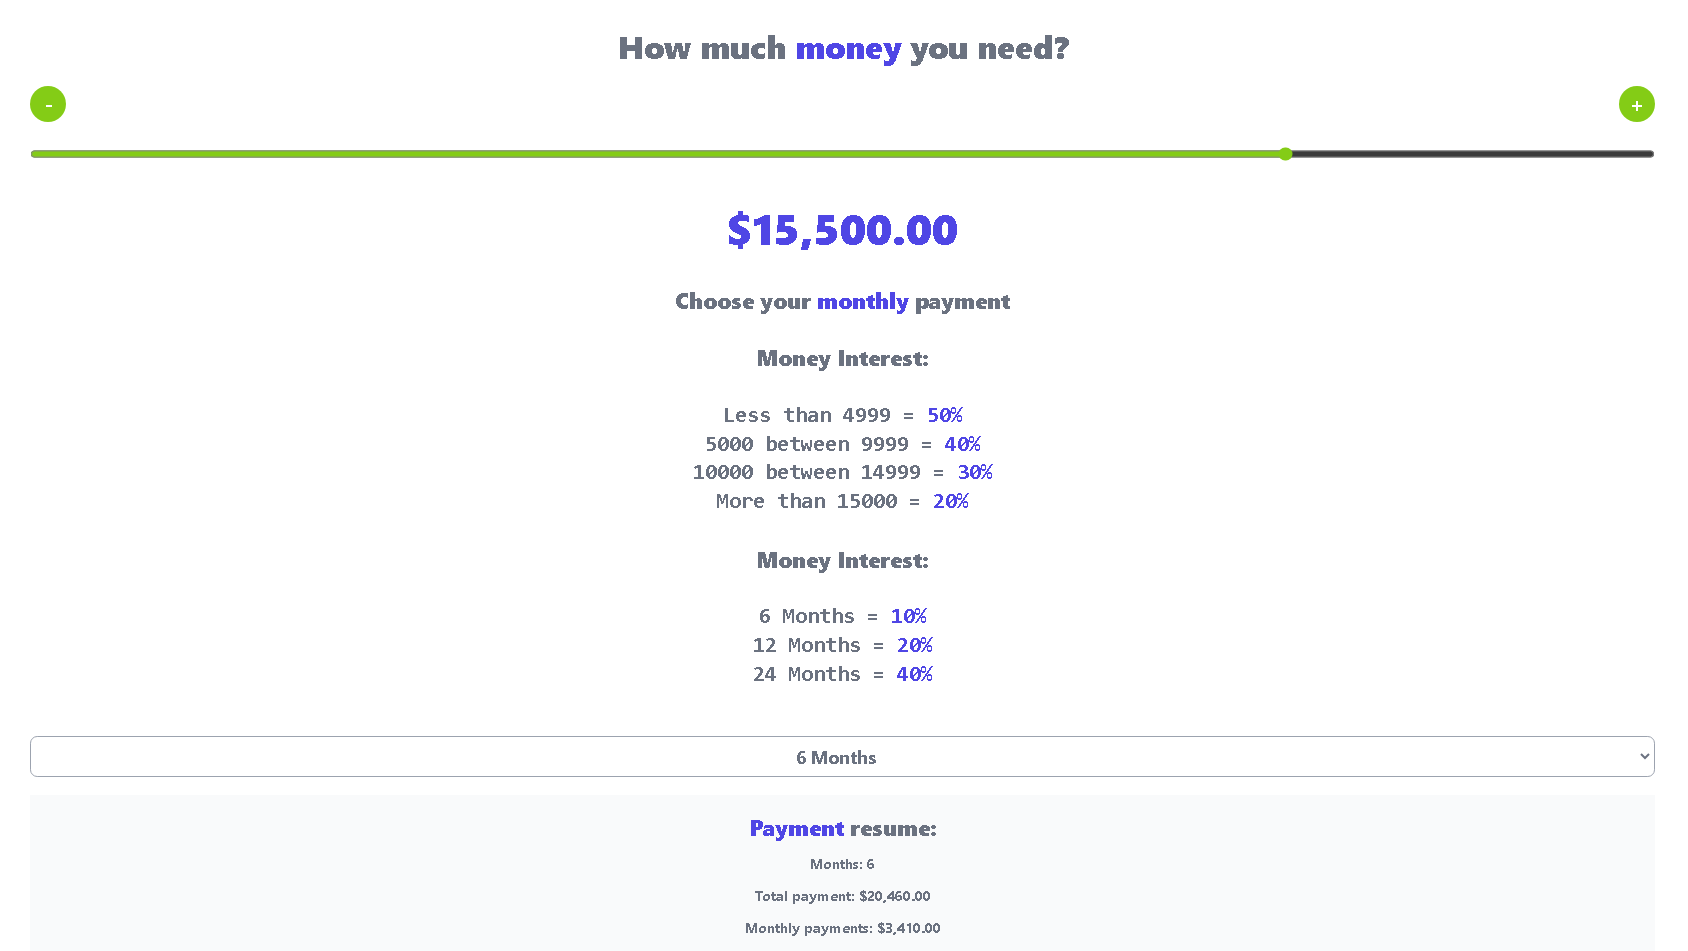 How much money you need?
-
+
$15,500.00
Choose your monthly payment
Money Interest:
Less than 4999 = 50%
5000 between 9999 = 40%
10000 between 14999 = 30%
More than 15000 = 20%
Money Interest:
6 Months = 10%
12 Months = 20%
24 Months = 40%
6 Months
Payment resume:
Months: 6
Total payment: $20,460.00
Monthly payments: $3,410.00